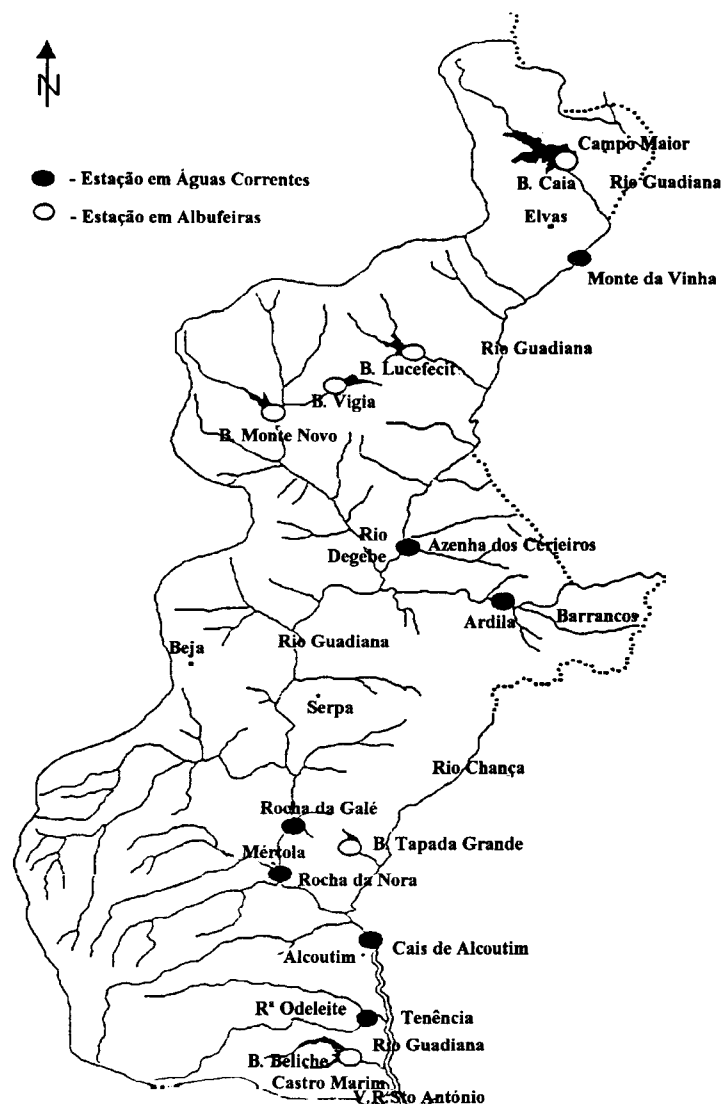 N
- Estação em Águas Correntes
- Estação em Albufeiras
Campo Maior
B. Caia
Rio Guadiana
Elvas
Monte da Vinha
Rio Guadiana
B. Lucefecit
B. Vigia
B. Monte Novo
Rio
Degebe
Azenha dos Cerieiros
Ardila
Barrancos
Rio Guadiana
Beja
Serpa
Rio Chança
Rocha da Galé
B. Tapada Grande
Mértola
Rocha da Nora
Cais de Alcoutim
Alcoutim
Rª Odeleite
Tenência
Rio Guadiana
B. Beliche
Castro Marim
V.R.Sto António